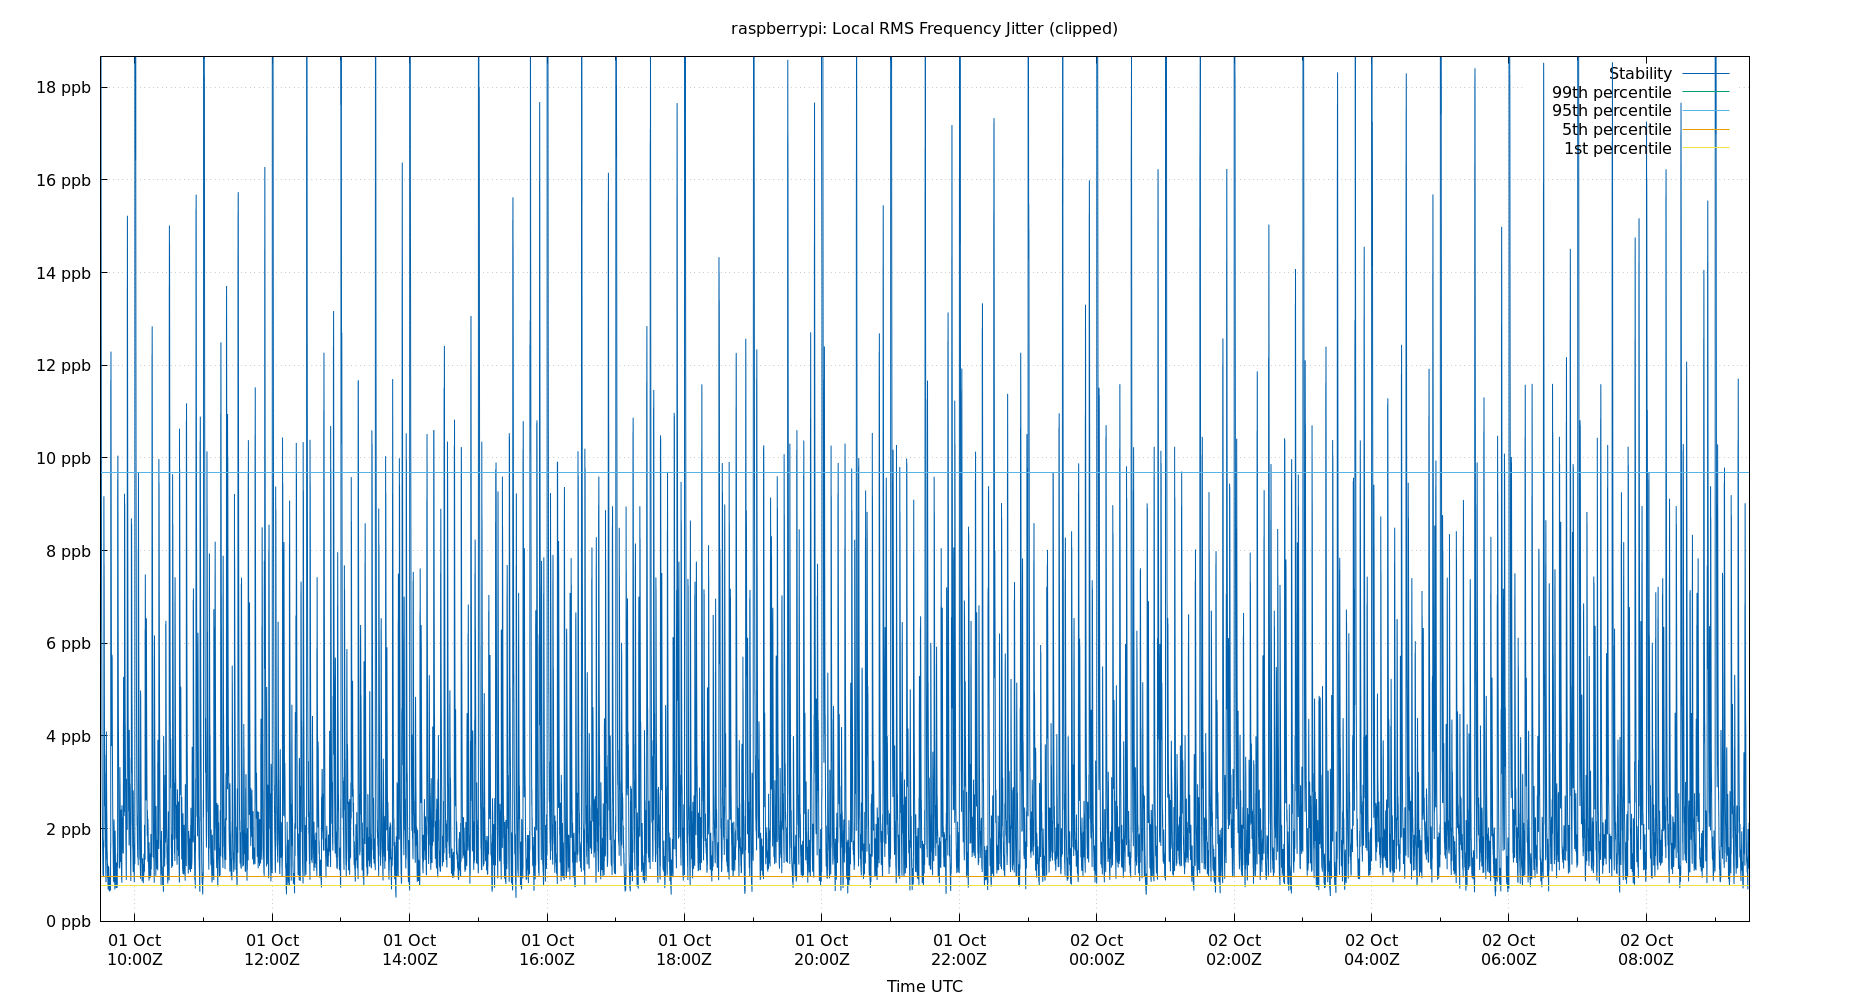 raspberrypi: Local RMS Frequency Jitter (clipped)
Stability
99th percentile
95th percentile
5th percentile
1st percentile
18 ppb
16 ppb
14 ppb
12 ppb
10 ppb
8 ppb
6 ppb
4 ppb
2 ppb
0 ppb
01 Oct 01 Oct 01 Oct 01 Oct 01 Oct 01 Oct 01 Oct 02 Oct 02 Oct 02 Oct 02 Oct 02 Oct
10:00Z 12:00Z 14:00Z 16:00Z 18:00Z 20:00Z 22:00Z 00:00Z 02:00Z 04:00Z 06:00Z 08:00Z
Time UTC